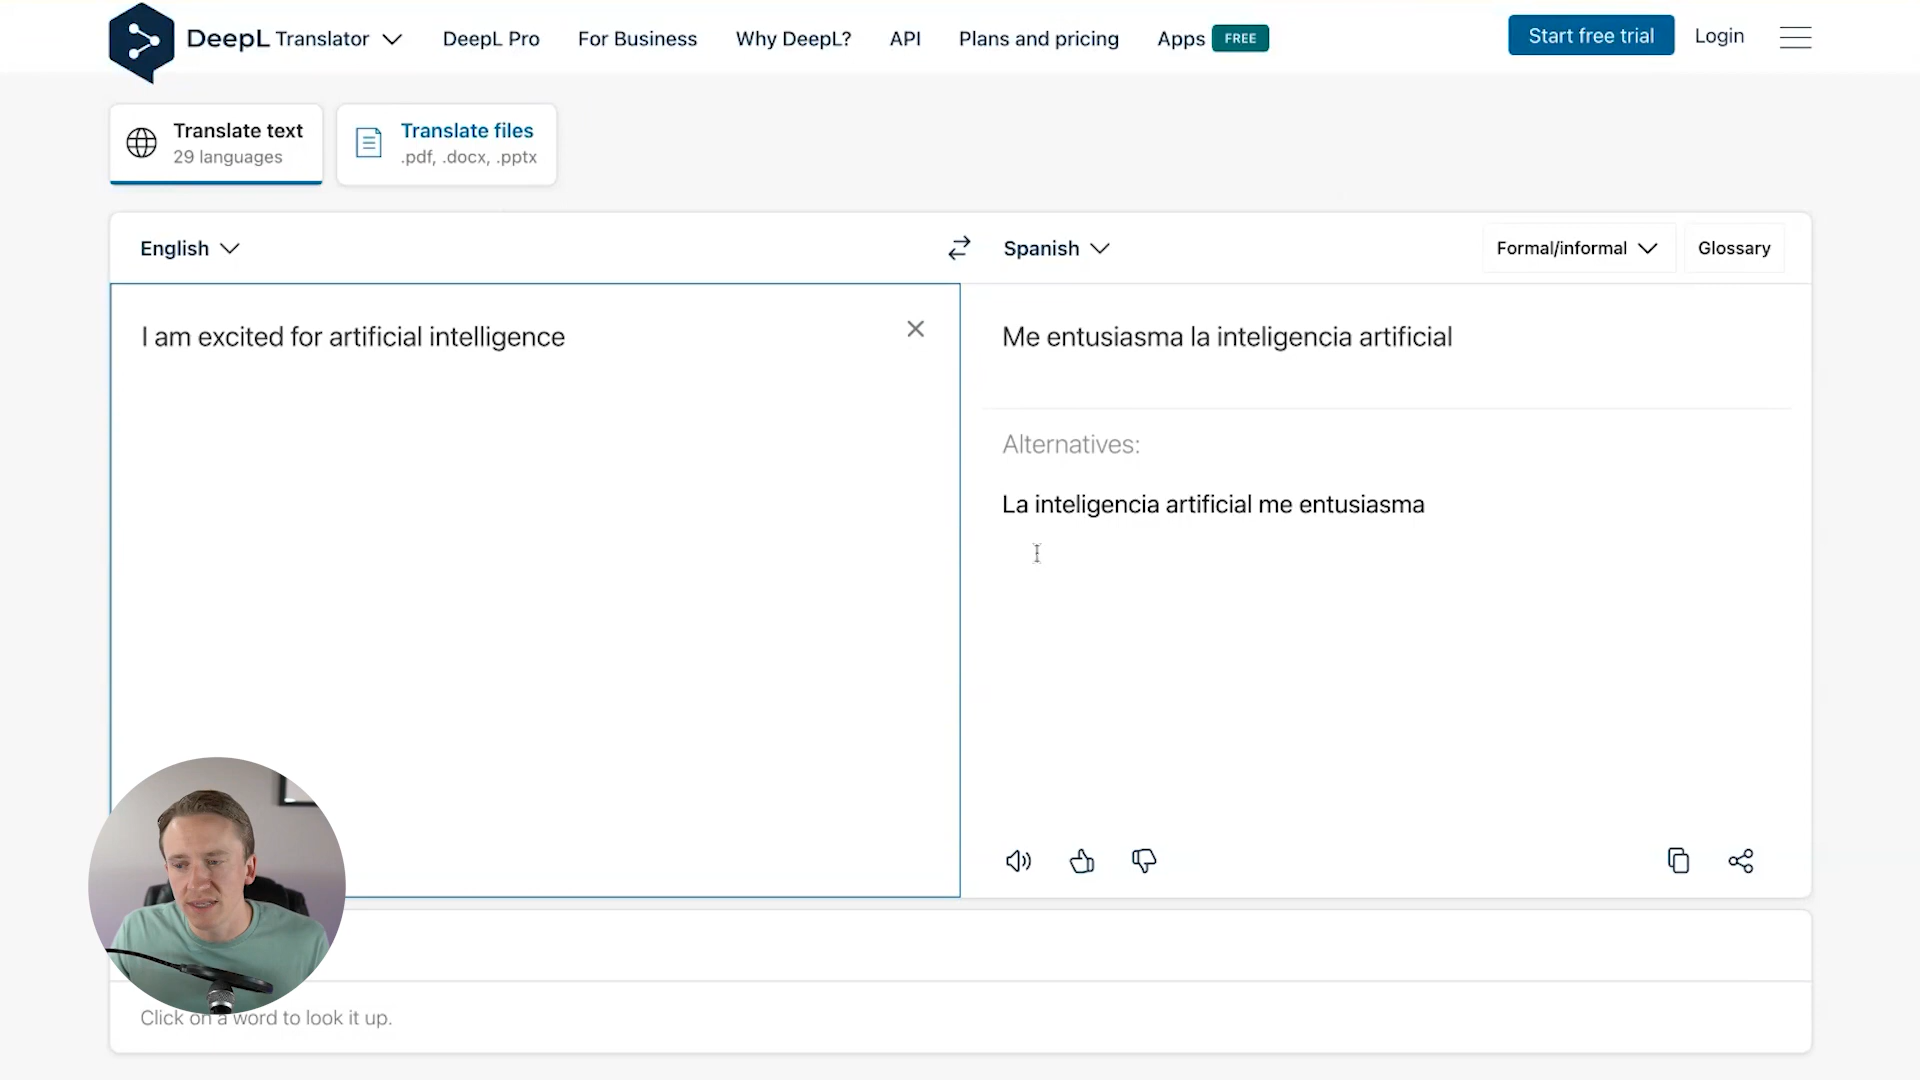 DeepL Translator DeepL Pro For Business Why DeepL? API Plans and pricing Apps FREE Start free trial Login
Translate text
29 languages
Translate files
.pdf, .docx, .pptx
English
Spanish
Formal/informal
Glossary
I am excited for artificial intelligence
Me entusiasma la inteligencia artificial
Alternatives:
La inteligencia artificial me entusiasma
Click on a word to look it up.